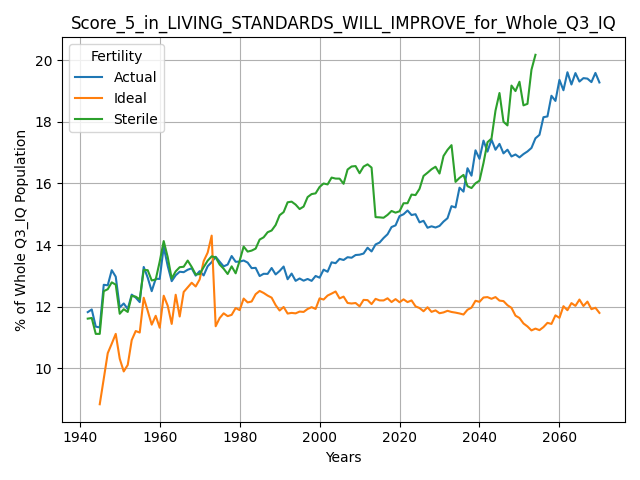 Score_5_in_LIVING_STANDARDS_WILL_IMPROVE_for_Whole_Q3_IQ
Fertility
Actual
Ideal
Sterile
% of Whole Q3_IQ Population
20
18
16
14
12
10
1940
1960
1980
2000
2020
2040
2060
Years